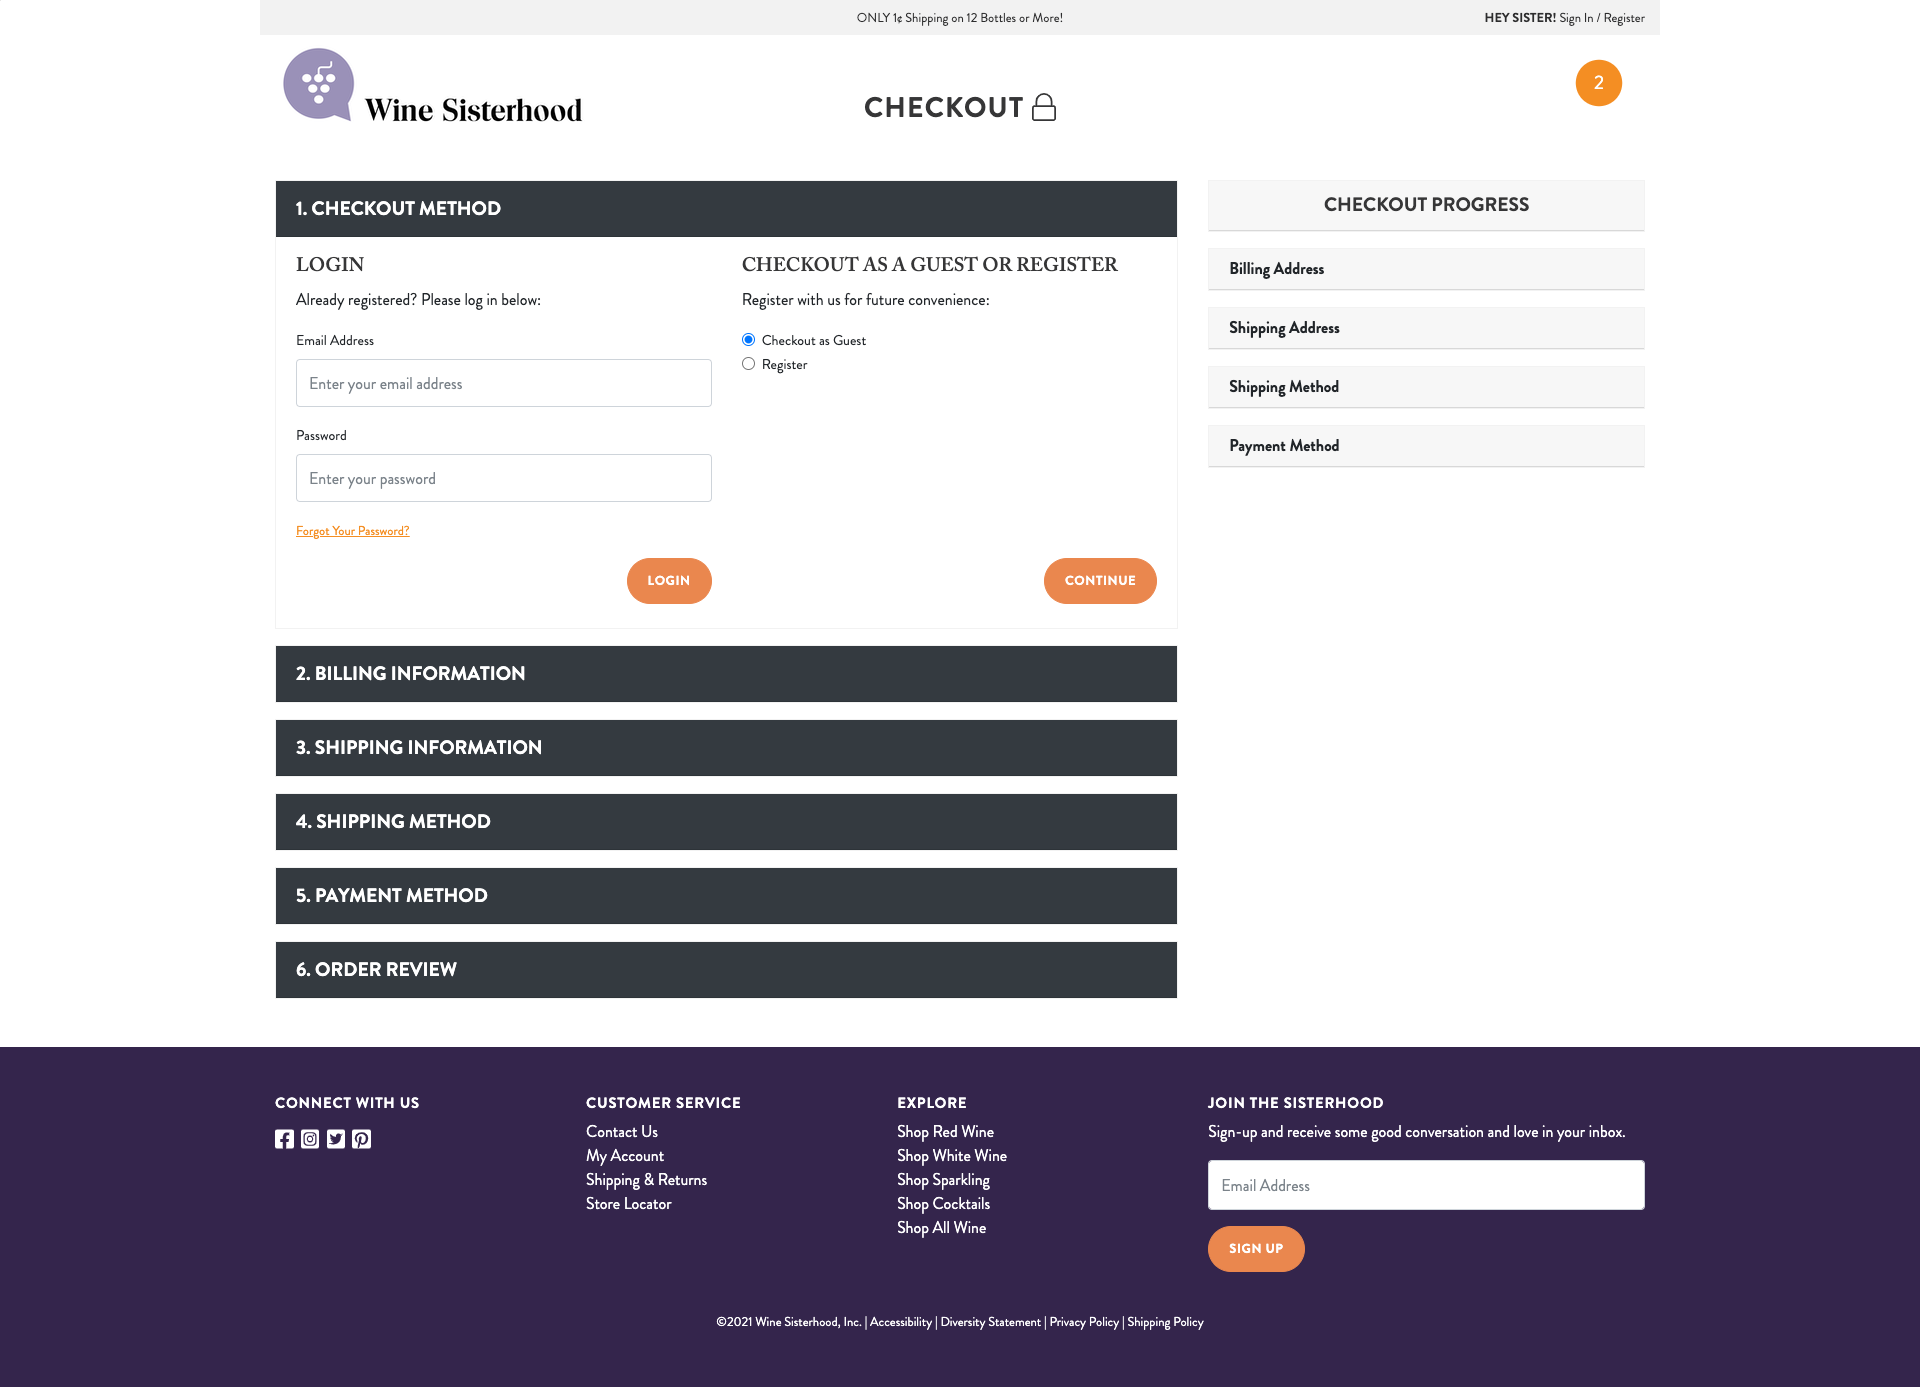 ONLY 1¢ Shipping on 12 Bottles or More!
HEY SISTER! Sign In / Register
Wine Sisterhood
CHECKOUT
2
1. CHECKOUT METHOD
LOGIN
Already registered? Please log in below:
Email Address
Enter your email address
Password
Enter your password
Forgot Your Password?
LOGIN
CHECKOUT AS A GUEST OR REGISTER
Register with us for future convenience:
Checkout as Guest
Register
CONTINUE
2. BILLING INFORMATION
3. SHIPPING INFORMATION
4. SHIPPING METHOD
5. PAYMENT METHOD
6. ORDER REVIEW
CHECKOUT PROGRESS
Billing Address
Shipping Address
Shipping Method
Payment Method
CONNECT WITH US
CUSTOMER SERVICE
Contact Us
My Account
Shipping & Returns
Store Locator
EXPLORE
Shop Red Wine
Shop White Wine
Shop Sparkling
Shop Cocktails
Shop All Wine
JOIN THE SISTERHOOD
Sign-up and receive some good conversation and love in your inbox.
Email Address
SIGN UP
©2021 Wine Sisterhood, Inc. | Accessibility | Diversity Statement | Privacy Policy | Shipping Policy